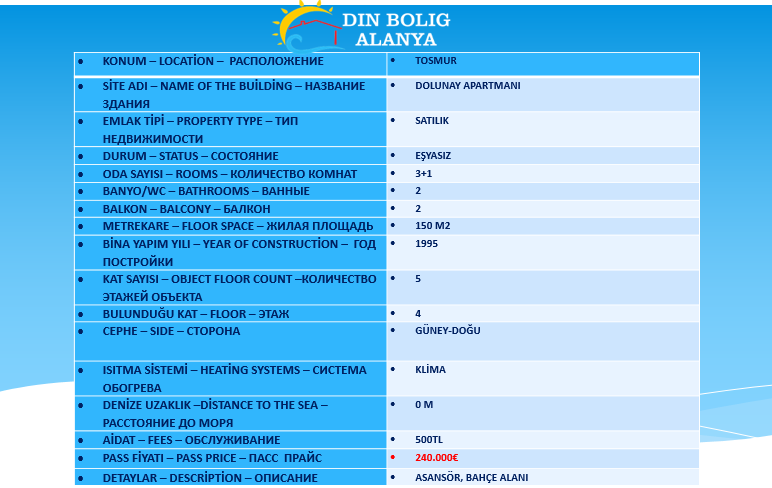 DIN BOLIG
ALANYA
• KONUM – LOCATİON – РАСПОЛОЖЕНИЕ • TOSMUR
• SİTE ADI – NAME OF THE BUİLDİNG – НАЗВАНИЕ • DOLUNAY APARTMANI
ЗДАНИЯ
• EMLAK TİPİ – PROPERTY TYPE – ТИП • SATILIK
НЕДВИЖИМОСТИ
• DURUM – STATUS – СОСТОЯНИЕ • EŞYASIZ
• ODA SAYISI – ROOMS – КОЛИЧЕСТВО КОМНАТ • 3+1
• BANYO/WC – BATHROOMS – ВАННЫЕ • 2
• BALKON – BALCONY – БАЛКОН • 2
• METREKARE – FLOOR SPACE – ЖИЛАЯ ПЛОЩАДЬ • 150 M2
• BİNA YAPIM YILI – YEAR OF CONSTRUCTİON – ГОД • 1995
ПОСТРОЙКИ
• KAT SAYISI – OBJECT FLOOR COUNT –КОЛИЧЕСТВО • 5
ЭТАЖЕЙ ОБЪЕКТА
• BULUNDUĞU KAT – FLOOR – ЭТАЖ • 4
• CEPHE – SIDE – СТОРОНА • GÜNEY-DOĞU
• ISITMA SİSTEMİ – HEATİNG SYSTEMS – СИСТЕМА • KLİMA
ОБОГРЕВА
• DENİZE UZAKLIK –DİSTANCE TO THE SEA – • 0 M
РАССТОЯНИЕ ДО МОРЯ
• AİDAT – FEES – ОБСЛУЖИВАНИЕ • 500TL
• PASS FİYATI – PASS PRICE – ПАСС ПРАЙС • 240.000€
• DETAYLAR – DESCRİPTİON – ОПИСАНИЕ • ASANSÖR, BAHÇE ALANI